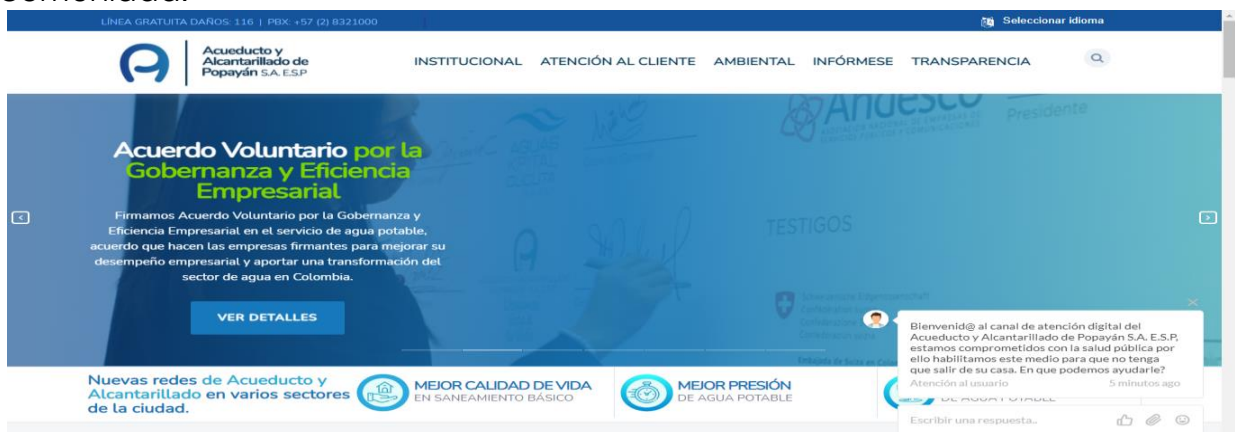 comunidad.
LÍNEA GRATUITA DAÑOS: 116 | PBX: +57 (2) 8321000
Seleccionar idioma
Acueducto y
Alcantarillado de
Popayán S.A. E.S.P
INSTITUCIONAL ATENCIÓN AL CLIENTE AMBIENTAL INFÓRMESE TRANSPARENCIA
Andesco
Presidente
Acuerdo Voluntario por la
Gobernanza y Eficiencia
Empresarial
Firmamos Acuerdo Voluntario por la Gobernanza y
Eficiencia Empresarial en el servicio de agua potable,
acuerdo que hacen las empresas firmantes para mejorar su
desempeño empresarial y aportar una transformación del
sector de agua en Colombia.
TESTIGOS
VER DETALLES
Bienvenid@ al canal de atención digital del
Acueducto y Alcantarillado de Popayán S.A. E.S.P,
estamos comprometidos con la salud pública por
ello habilitamos este medio para que no tenga
que salir de su casa. En que podemos ayudarle?
Atención al usuario 5 minutos ago
Escribir una respuesta..
Nuevas redes de Acueducto y
Alcantarillado en varios sectores
de la ciudad.
MEJOR CALIDAD DE VIDA
EN SANEAMIENTO BÁSICO
MEJOR PRESIÓN
DE AGUA POTABLE
DE AGUA POTABLE